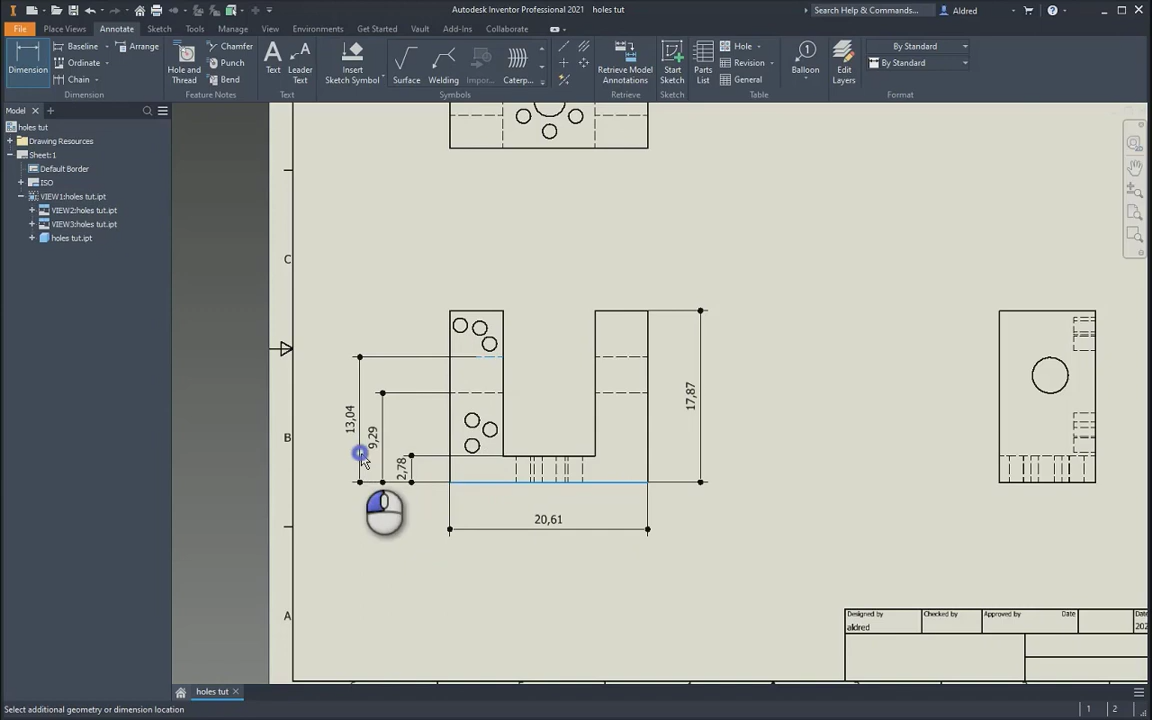 Autodesk Inventor Professional 2021 holes tut
Search Help & Commands...
Aldred
File Place Views Annotate Sketch Tools Manage View Environments Get Started Vault Add-Ins Collaborate
Dimension
Baseline
Ordinate
Chain
Arrange
Dimension
Hole and Thread
Chamfer
Punch
Bend
Feature Notes
Text
Leader Text
Text
Insert Sketch Symbol
Surface
Welding
Impor...
Caterp...
Symbols
Retrieve Model Annotations
Retrieve
Start Sketch
Sketch
Parts List
Hole
Revision
General
Table
Balloon
Edit Layers
By Standard
By Standard
Format
Model
holes tut
Drawing Resources
Sheet:1
Default Border
ISO
VIEW1:holes tut.ipt
VIEW2:holes tut.ipt
VIEW3:holes tut.ipt
holes tut.ipt
C
B
A
13,04
9,29
2,78
17,87
20,61
Designed by
aldred
Checked by
Approved by
Date
Date
202
holes tut
Select additional geometry or dimension location
1 2